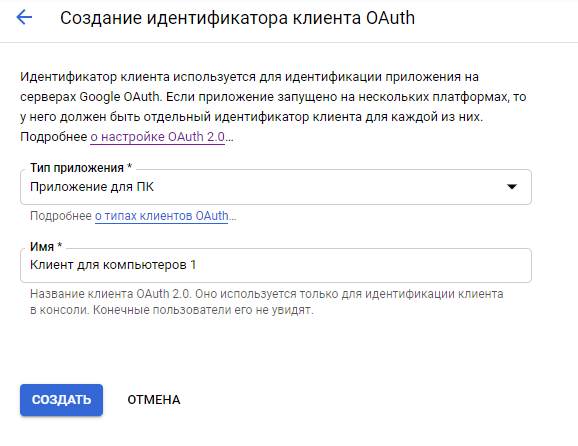 Создание идентификатора клиента OAuth
Идентификатор клиента используется для идентификации приложения на
серверах Google OAuth. Если приложение запущено на нескольких платформах, то
у него должен быть отдельный идентификатор клиента для каждой из них.
Подробнее о настройке OAuth 2.0…
Тип приложения *
Приложение для ПК
Подробнее о типах клиентов OAuth…
Имя *
Клиент для компьютеров 1
Название клиента OAuth 2.0. Оно используется только для идентификации клиента
в консоли. Конечные пользователи его не увидят.
СОЗДАТЬ ОТМЕНА